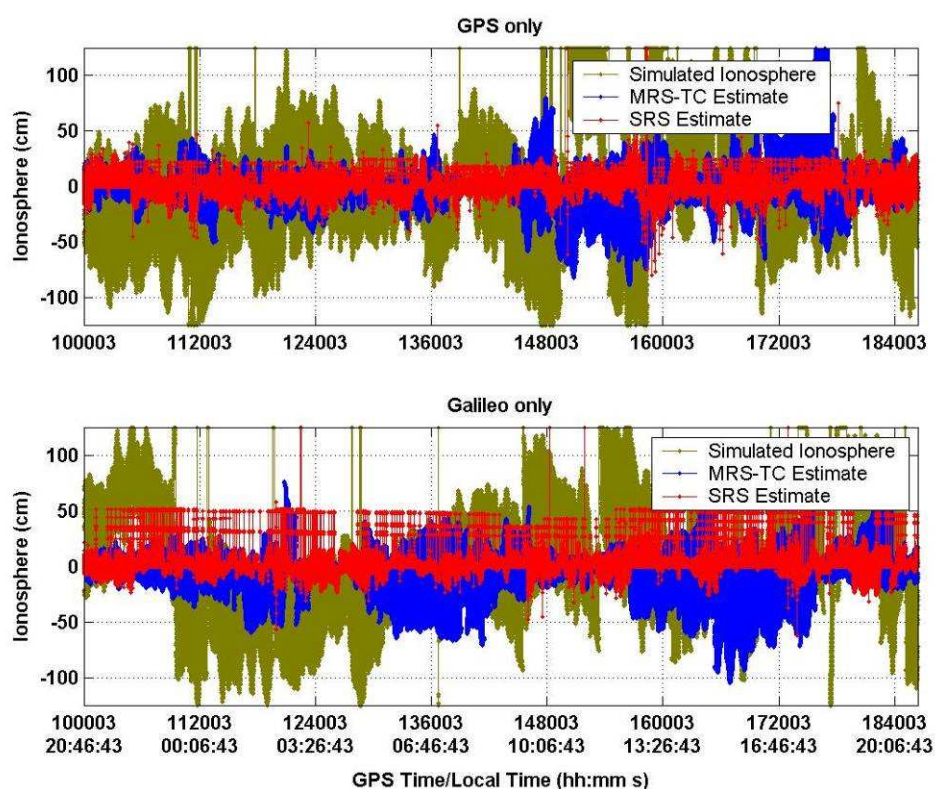 GPS only
Ionosphere (cm)
100
50
0
-50
-100
Simulated Ionosphere
MRS-TC Estimate
SRS Estimate
100003 112003 124003 136003 148003 160003 172003 184003
Galileo only
Ionosphere (cm)
100
50
0
-50
-100
Simulated Ionosphere
MRS-TC Estimate
SRS Estimate
100003 112003 124003 136003 148003 160003 172003 184003
20:46:43 00:06:43 03:26:43 06:46:43 10:06:43 13:26:43 16:46:43 20:06:43
GPS Time/Local Time (hh:mm s)